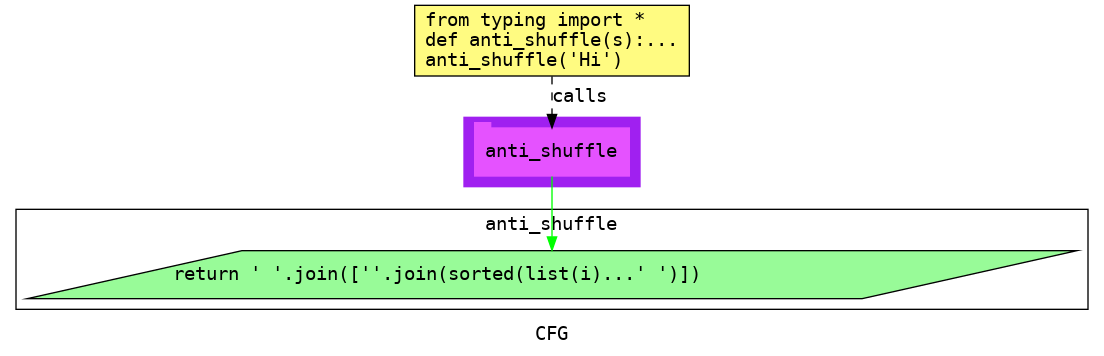 from typing import *
def anti_shuffle(s):...
anti_shuffle('Hi')
calls
anti_shuffle
anti_shuffle
return ' '.join([''.join(sorted(list(i)...' ')])
CFG